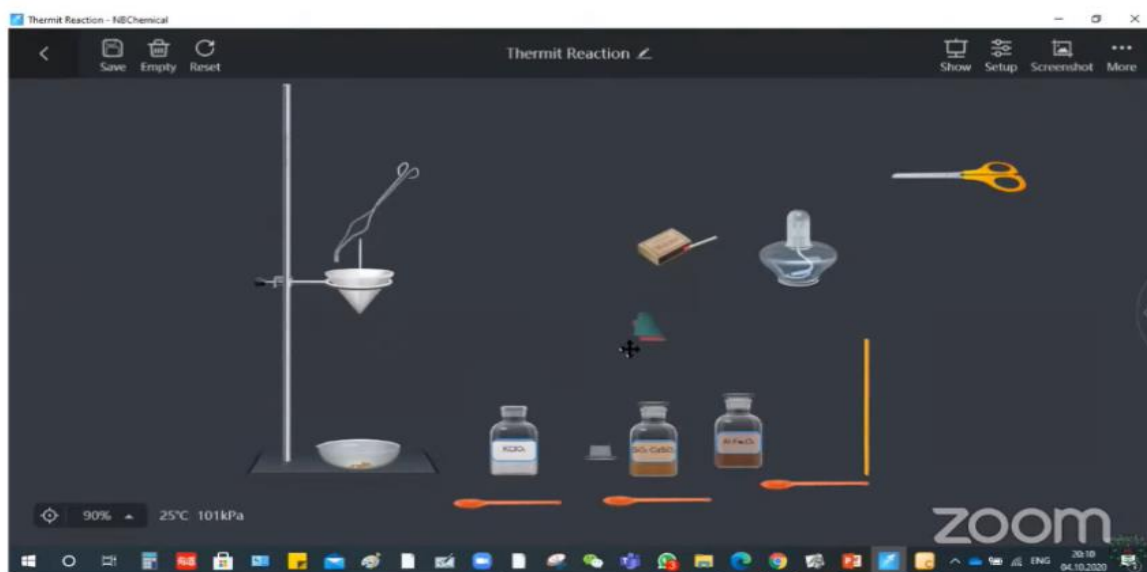 Thermit Reaction - NBChemical
Save Empty Reset
Thermit Reaction
Show Setup Screenshot More
KClO₃
90% 25℃ 101kPa
zoom
ENG
20:10
04.10.2020